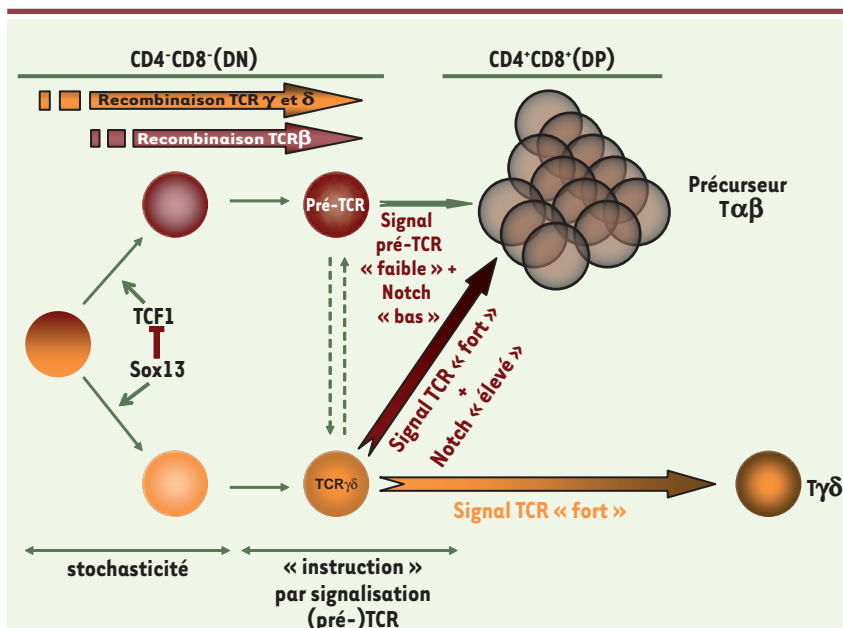 CD4⁻CD8⁻(DN)
CD4⁺CD8⁺(DP)
Recombinaison TCR γ et δ
Recombinaison TCRβ
Pré-TCR
Signal
pré-TCR
« faible » +
Notch
« bas »
Précurseur
Tαβ
TCF1
Sox13
Signal TCR « fort »
+
Notch « élevé »
TCRγδ
Signal TCR « fort »
Tγδ
stochasticité
« instruction »
par signalisation
(pré-)TCR